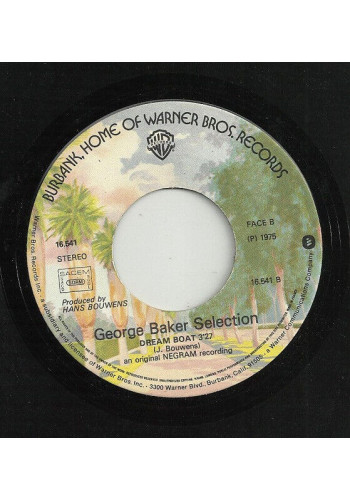 BURBANK, HOME OF WARNER BROS. RECORDS
WB
16.541
STEREO
FACE B
(P) 1975
SACEM
16.541 B
Produced by
HANS BOUWENS
George Baker Selection
DREAM BOAT 3'27
(J. Bouwens)
an original NEGRAM recording
Warner Bros Records Inc. - a subsidiary and licensee of Warner Bros. Inc. - 3300 Warner Blvd., Burbank, Calif. 91505 - a Warner Communications Company